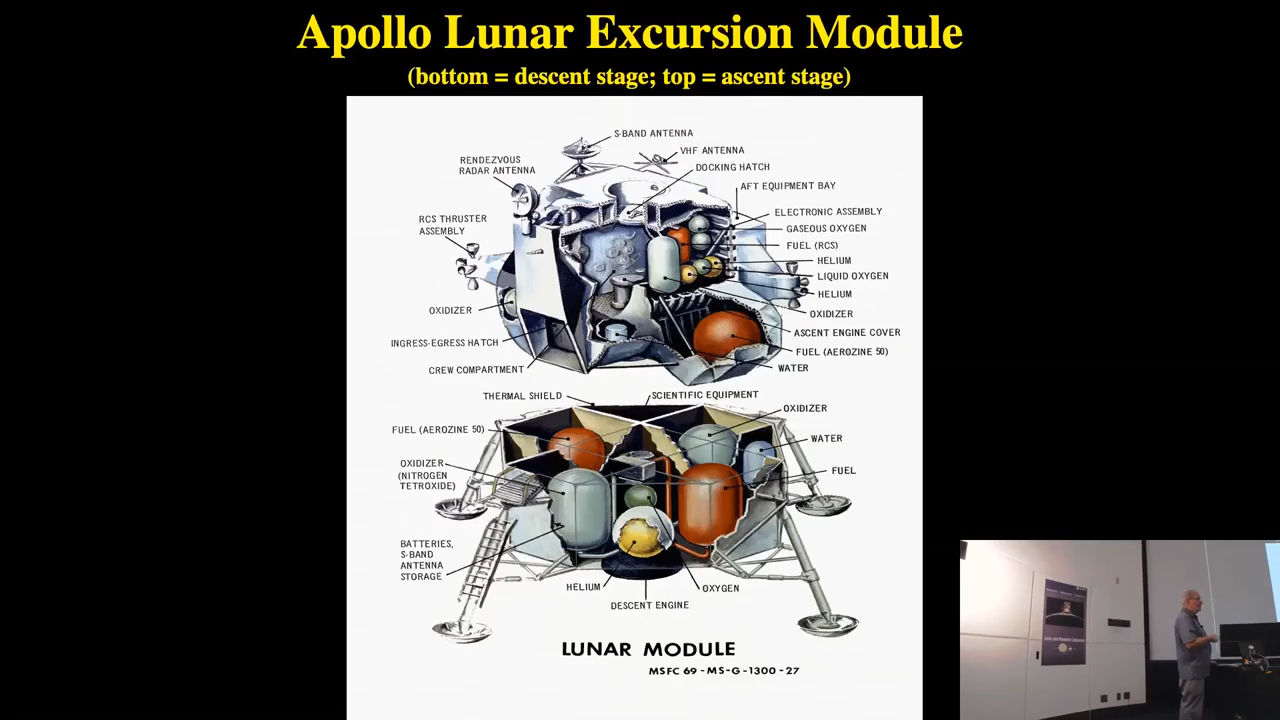 Apollo Lunar Excursion Module
(bottom = descent stage; top = ascent stage)
S-BAND ANTENNA
VHF ANTENNA
DOCKING HATCH
RENDEZVOUS
RADAR ANTENNA
AFT EQUIPMENT BAY
RCS THRUSTER
ASSEMBLY
ELECTRONIC ASSEMBLY
GASEOUS OXYGEN
FUEL (RCS)
HELIUM
LIQUID OXYGEN
HELIUM
OXIDIZER
OXIDIZER
ASCENT ENGINE COVER
INGRESS-EGRESS HATCH
FUEL (AEROZINE 50)
CREW COMPARTMENT
WATER
THERMAL SHIELD
SCIENTIFIC EQUIPMENT
OXIDIZER
FUEL (AEROZINE 50)
WATER
OXIDIZER
(NITROGEN
TETROXIDE)
FUEL
BATTERIES,
S-BAND
ANTENNA
STORAGE
HELIUM
OXYGEN
DESCENT ENGINE
LUNAR MODULE
MSFC 69-MS-G-1300-27